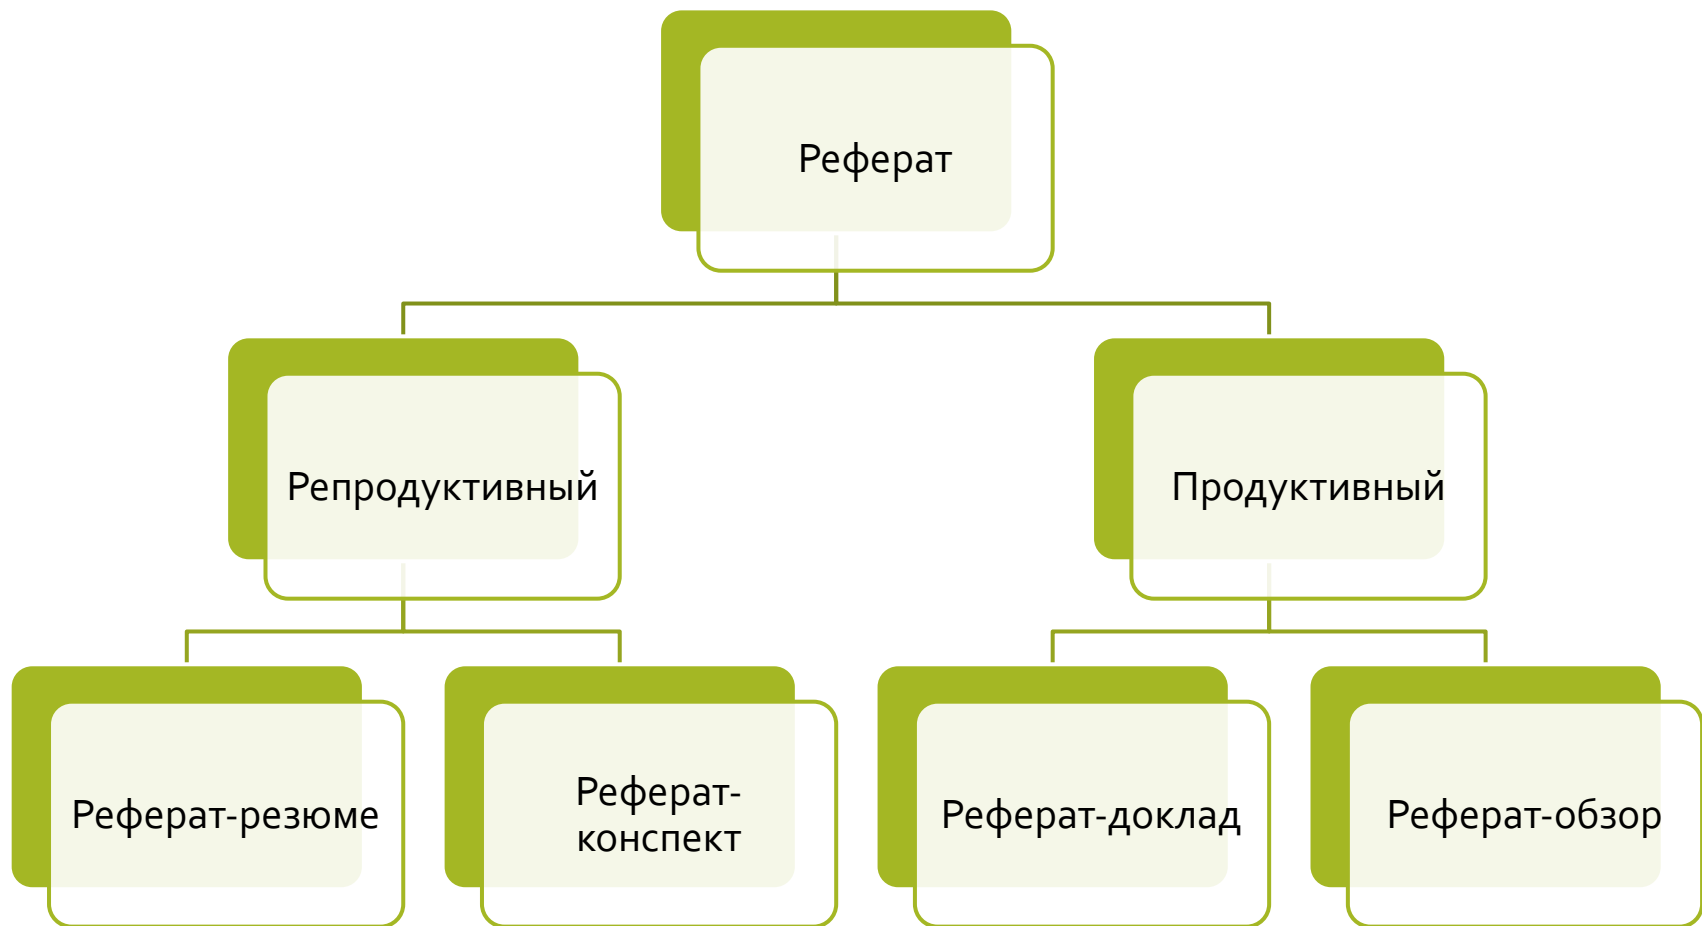 Реферат
Репродуктивный
Продуктивный
Реферат-резюме
Реферат-
конспект
Реферат-доклад
Реферат-обзор